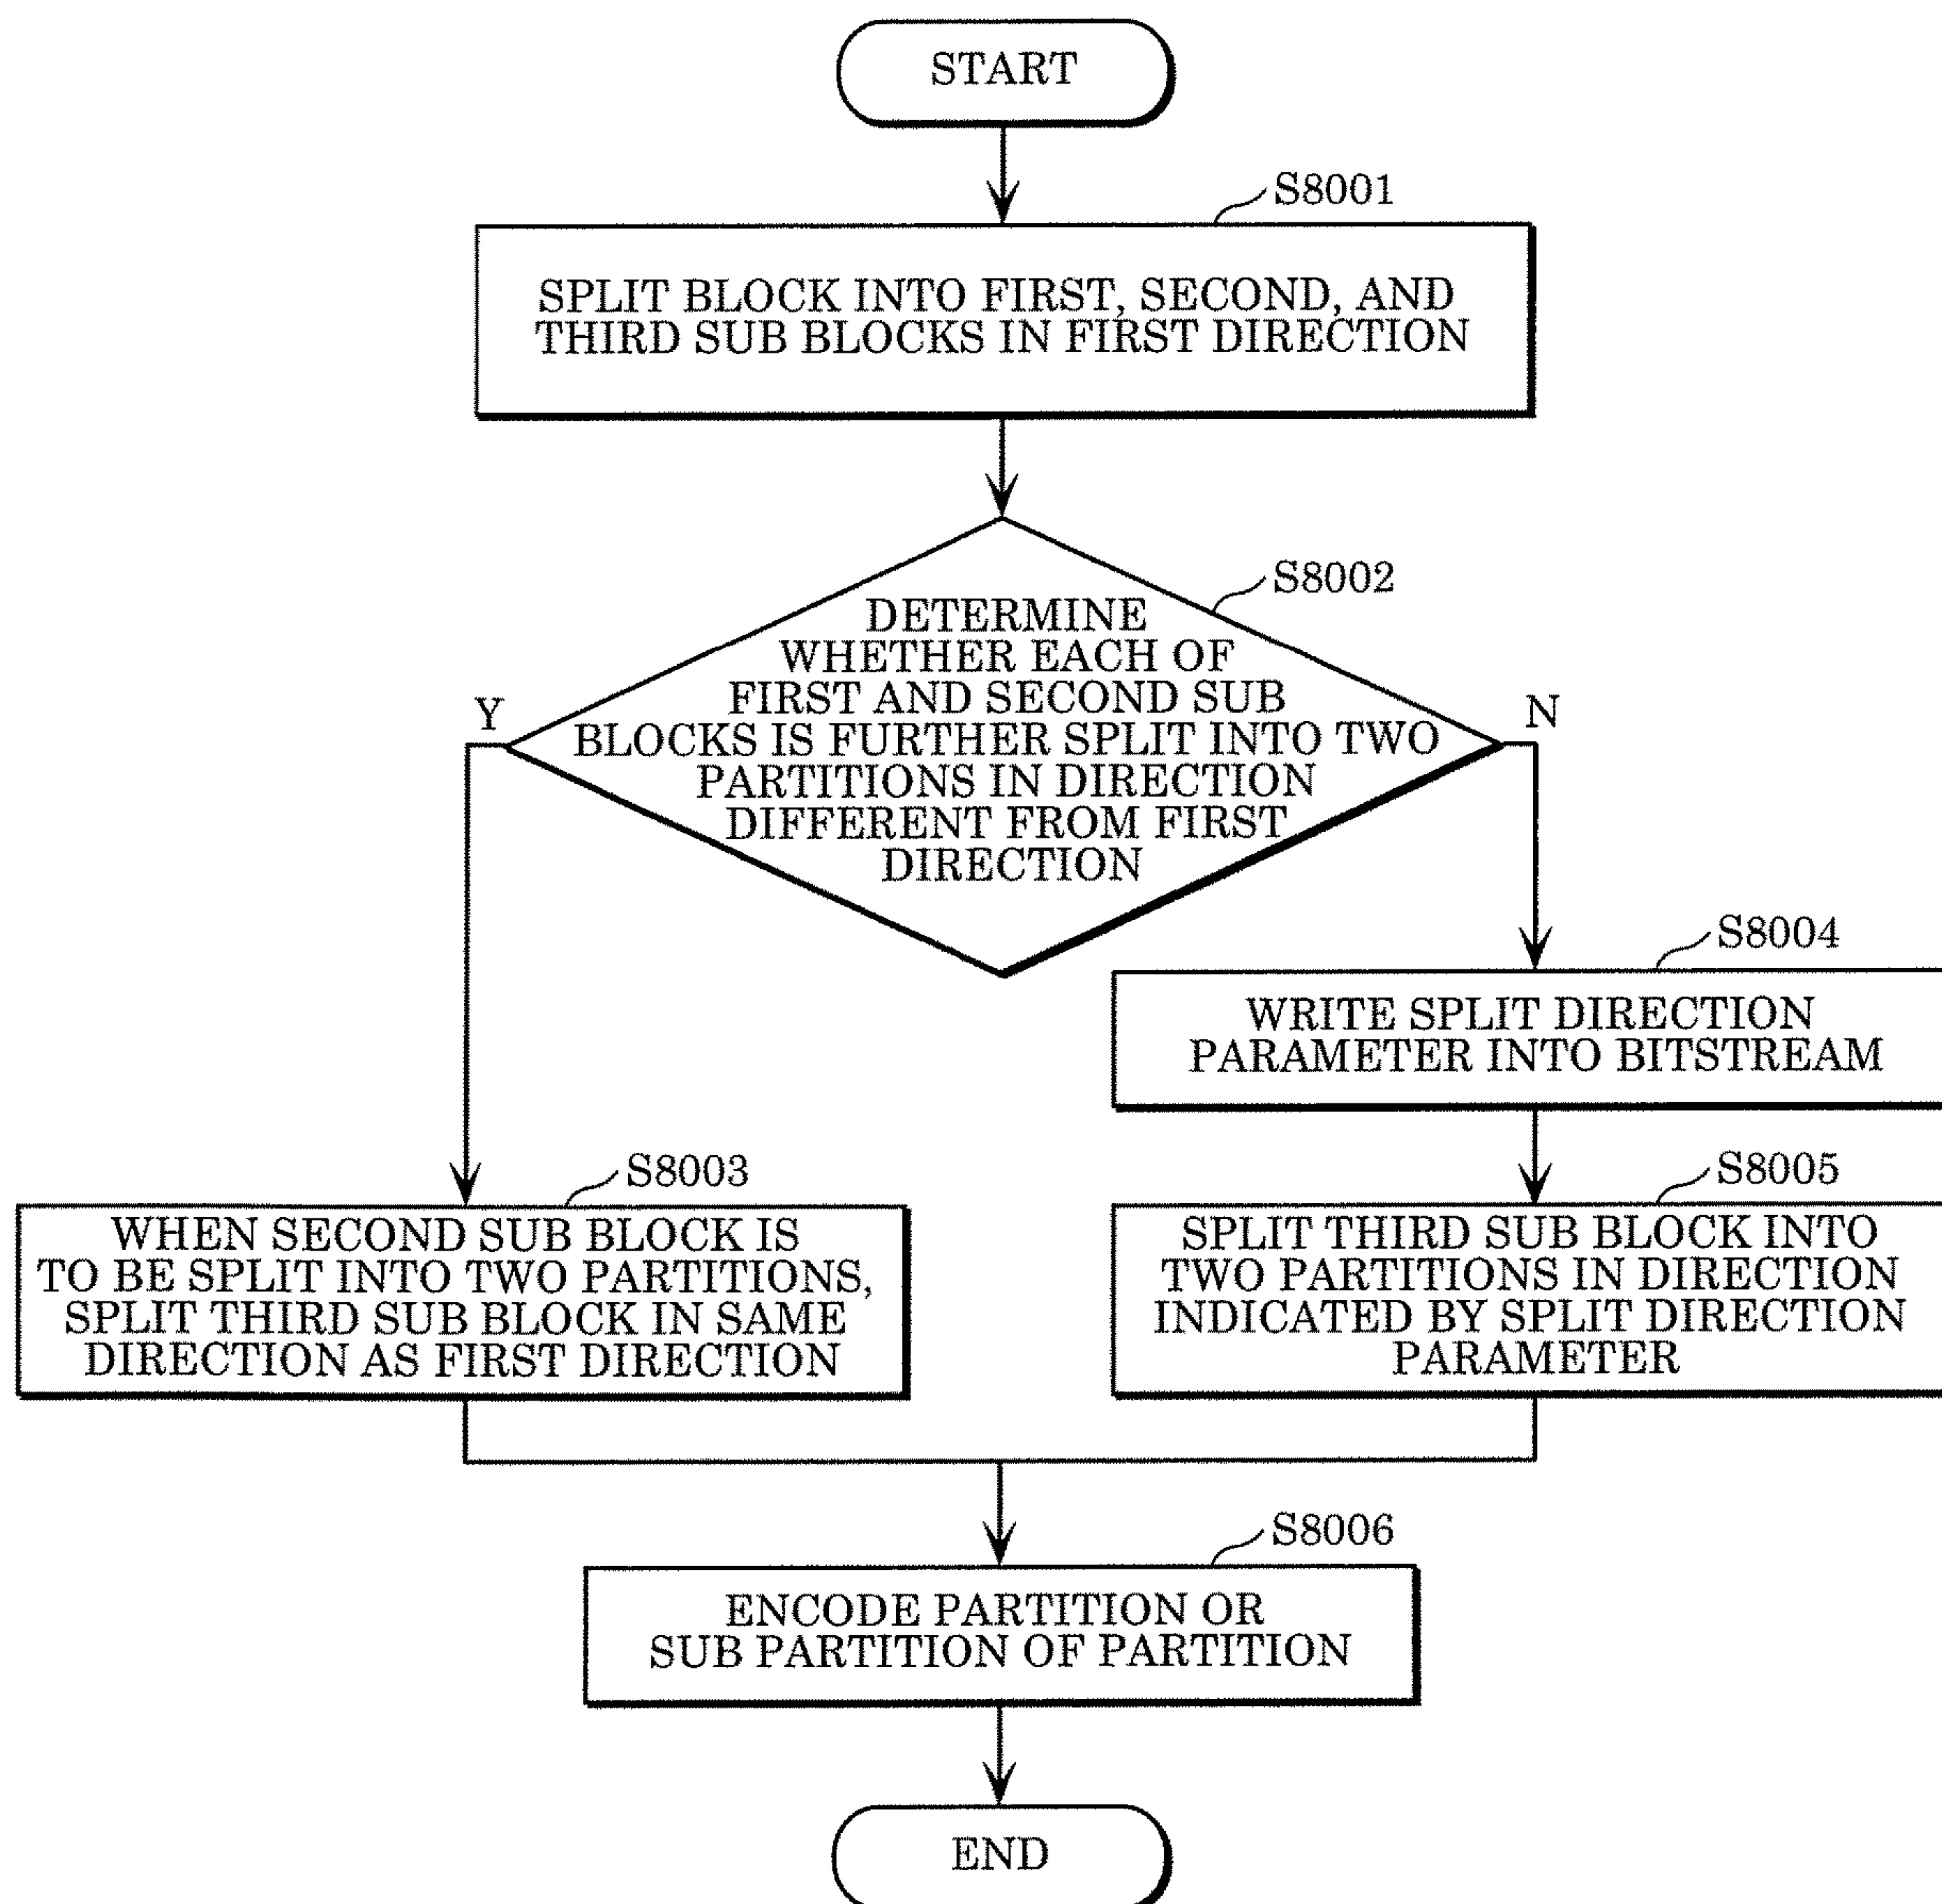 START
S8001
SPLIT BLOCK INTO FIRST, SECOND, AND
THIRD SUB BLOCKS IN FIRST DIRECTION
S8002
DETERMINE
WHETHER EACH OF
FIRST AND SECOND SUB
BLOCKS IS FURTHER SPLIT INTO TWO
PARTITIONS IN DIRECTION
DIFFERENT FROM FIRST
DIRECTION
Y
N
S8004
WRITE SPLIT DIRECTION
PARAMETER INTO BITSTREAM
S8003
WHEN SECOND SUB BLOCK IS
TO BE SPLIT INTO TWO PARTITIONS,
SPLIT THIRD SUB BLOCK IN SAME
DIRECTION AS FIRST DIRECTION
S8005
SPLIT THIRD SUB BLOCK INTO
TWO PARTITIONS IN DIRECTION
INDICATED BY SPLIT DIRECTION
PARAMETER
S8006
ENCODE PARTITION OR
SUB PARTITION OF PARTITION
END